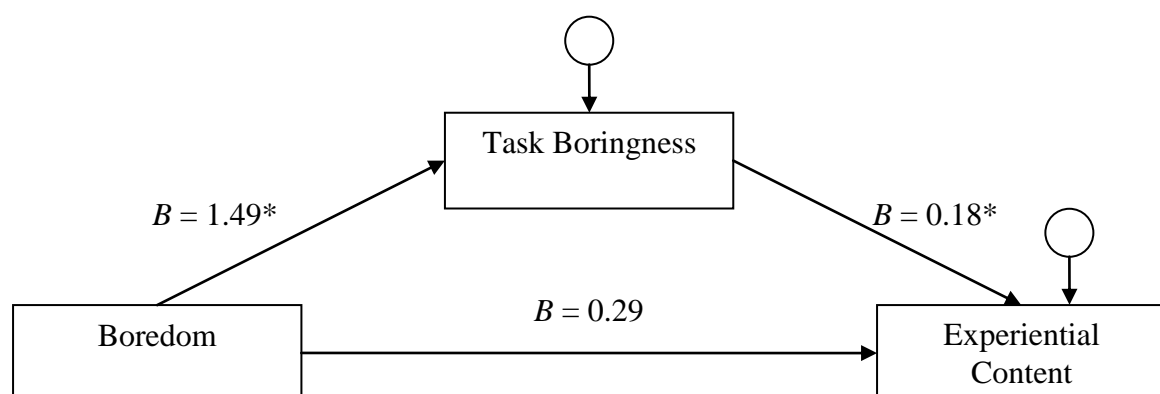 Task Boringness
B = 1.49*
B = 0.18*
B = 0.29
Boredom
Experiential
Content